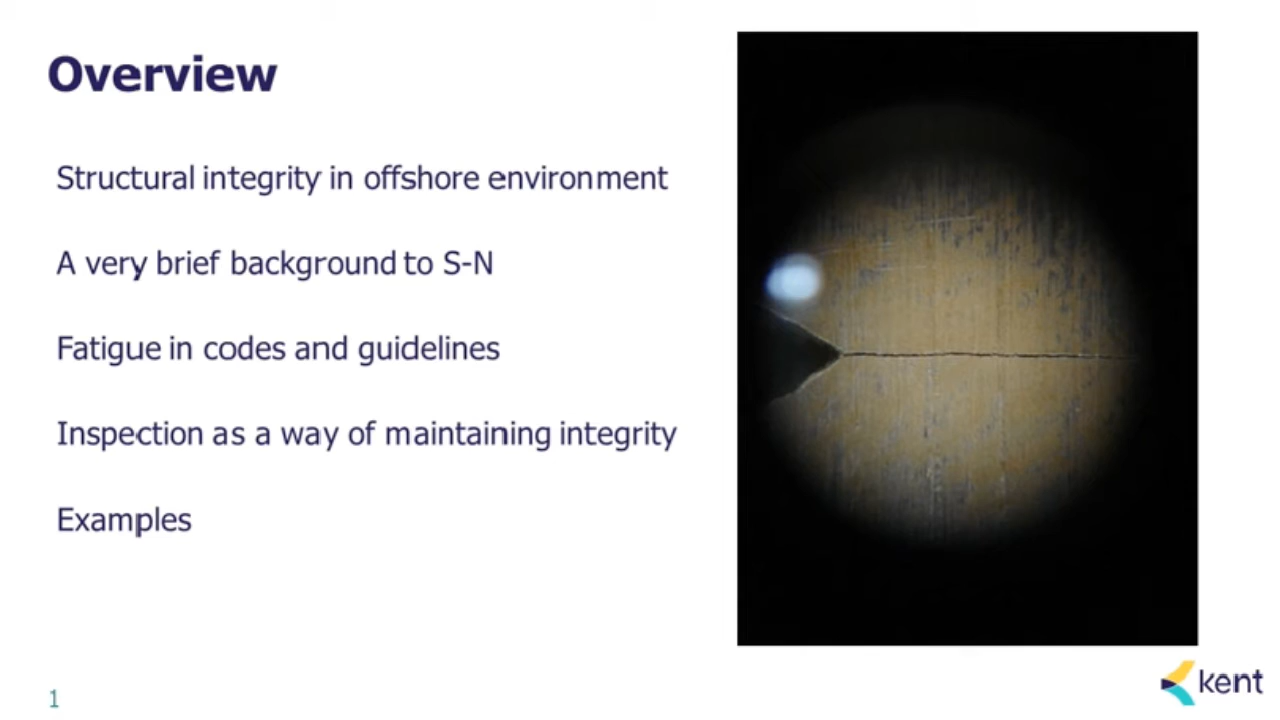 Overview
Structural integrity in offshore environment
A very brief background to S-N
Fatigue in codes and guidelines
Inspection as a way of maintaining integrity
Examples
1
kent